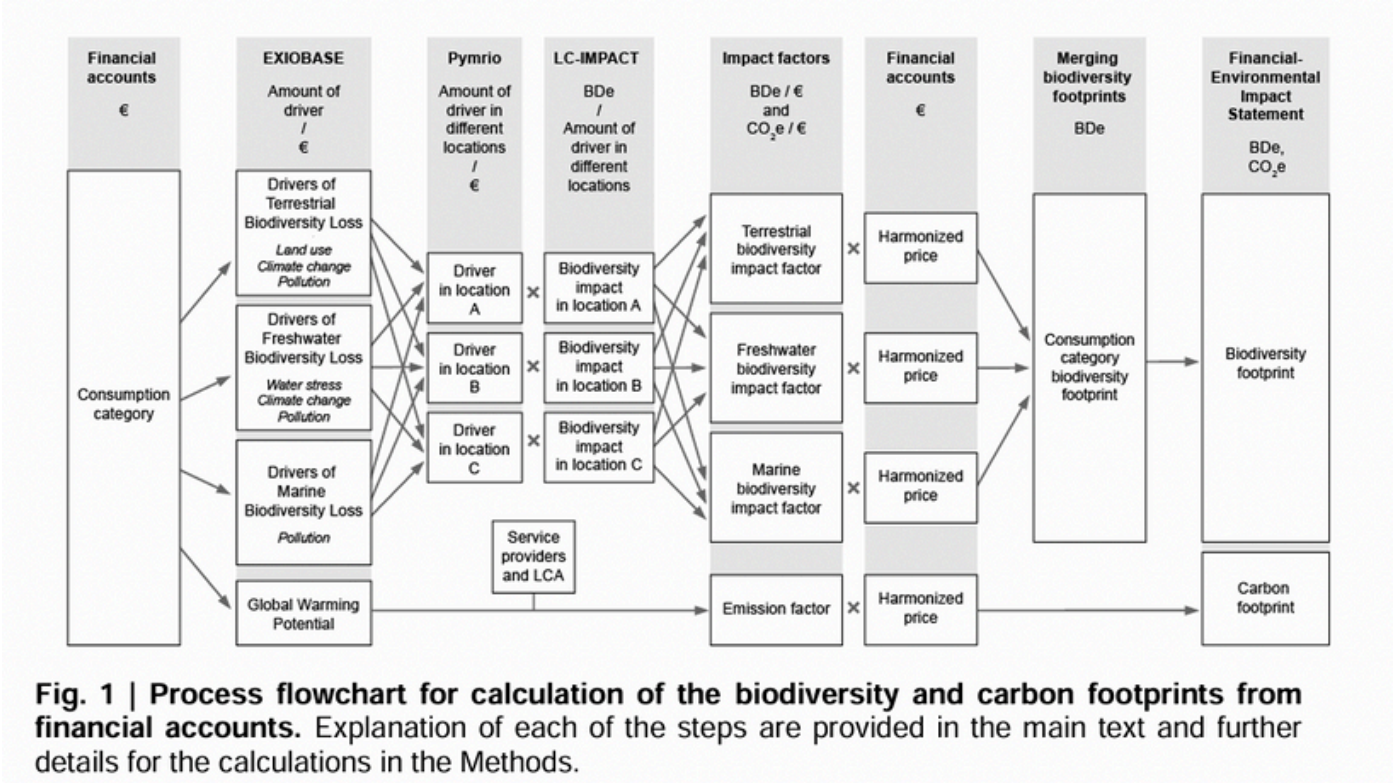 Financial
accounts
€
EXIOBASE
Amount of
driver
/
€
Pymrio
Amount of
driver in
different
locations
/
€
LC-IMPACT
BDe
/
Amount of
driver in
different
locations
Impact factors
BDe / €
and
CO₂e / €
Financial
accounts
€
Merging
biodiversity
footprints
BDe
Financial-
Environmental
Impact
Statement
BDe,
CO₂e
Consumption
category
Drivers of
Terrestrial
Biodiversity Loss
Land use
Climate change
Pollution
Drivers of
Freshwater
Biodiversity Loss
Water stress
Climate change
Pollution
Drivers of
Marine
Biodiversity Loss
Pollution
Global Warming
Potential
Driver
in location
A
×
Biodiversity
impact
in location A
Driver
in location
B
×
Biodiversity
impact
in location B
Driver
in location
C
×
Biodiversity
impact
in location C
Service
providers
and LCA
Terrestrial
biodiversity
impact factor
×
Harmonized
price
Freshwater
biodiversity
impact factor
×
Harmonized
price
Marine
biodiversity
impact factor
×
Harmonized
price
Emission factor
×
Harmonized
price
Consumption
category
biodiversity
footprint
Biodiversity
footprint
Carbon
footprint
Fig. 1 | Process flowchart for calculation of the biodiversity and carbon footprints from
financial accounts. Explanation of each of the steps are provided in the main text and further
details for the calculations in the Methods.